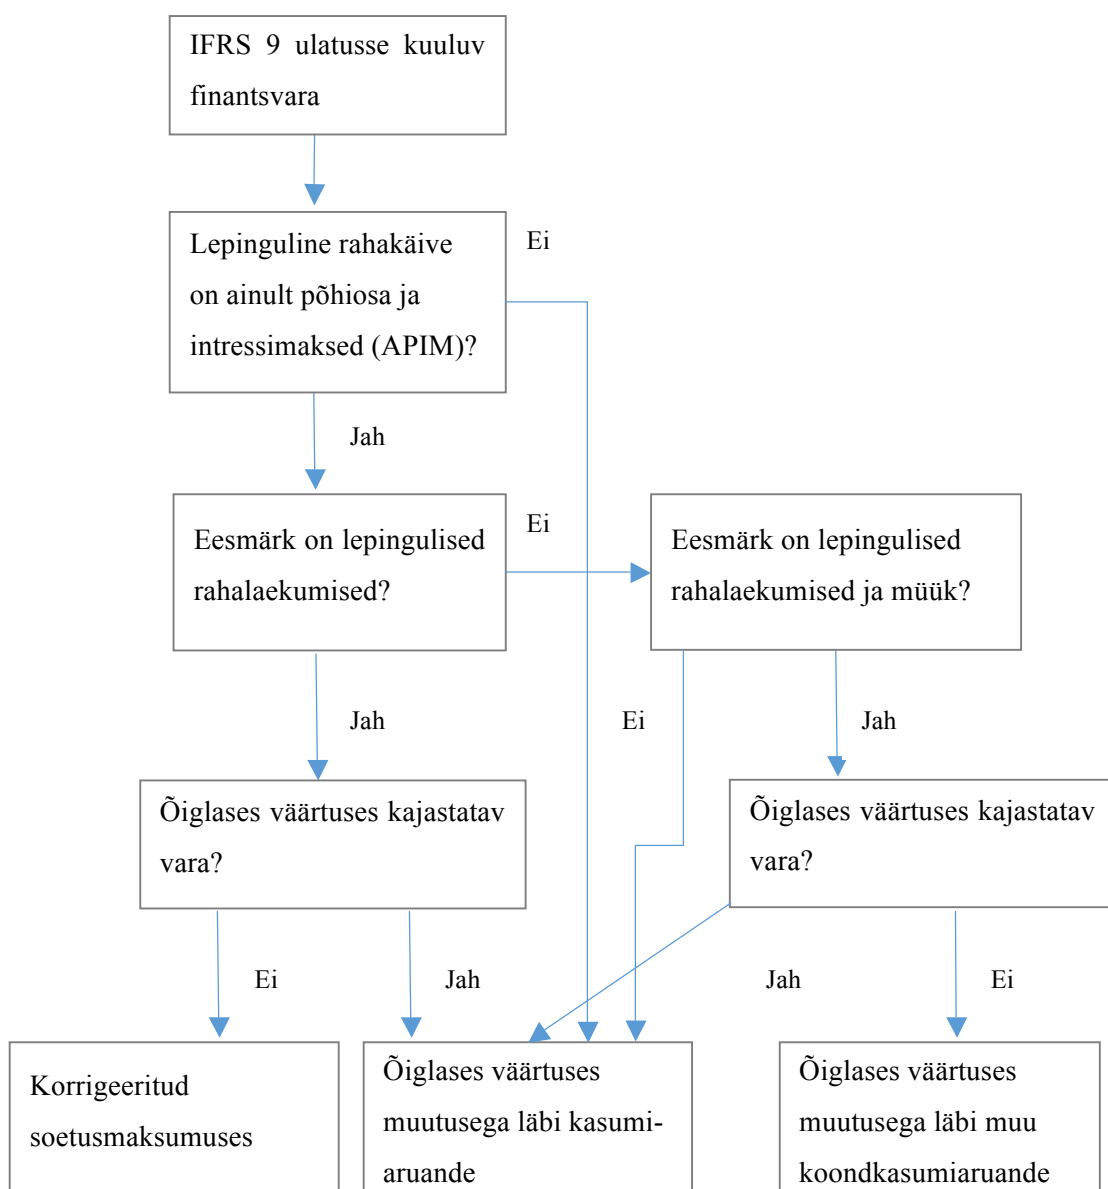 IFRS 9 ulatusse kuuluv
finantsvara
Lepinguline rahakäive
on ainult põhiosa ja
intressimaksed (APIM)?
Ei
Jah
Eesmärk on lepingulised
rahalaekumised?
Ei
Eesmärk on lepingulised
rahalaekumised ja müük?
Jah
Ei
Jah
Õiglases väärtuses kajastatav
vara?
Õiglases väärtuses kajastatav
vara?
Ei
Jah
Jah
Ei
Korrigeeritud
soetusmaksumuses
Õiglases väärtuses
muutusega läbi kasumi-
aruande
Õiglases väärtuses
muutusega läbi muu
koondkasumiaruande